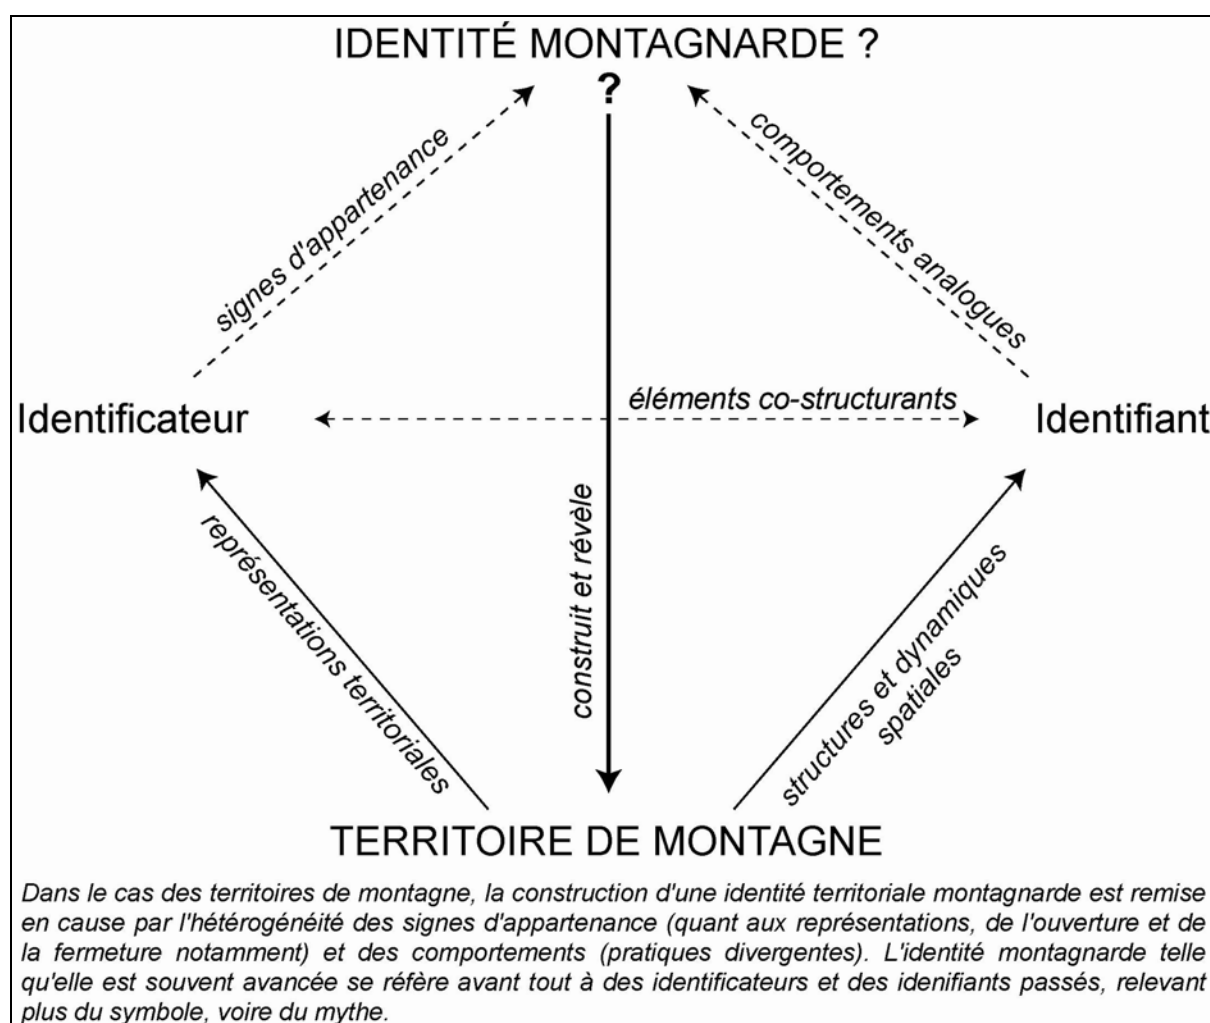 IDENTITÉ MONTAGNARDE ?
?
signes d'appartenance
comportements analogues
éléments co-structurants
Identificateur
Identifiant
construit et révèle
représentations territoriales
structures et dynamiques
spatiales
TERRITOIRE DE MONTAGNE
Dans le cas des territoires de montagne, la construction d'une identité territoriale montagnarde est remise
en cause par l'hétérogénéité des signes d'appartenance (quant aux représentations, de l'ouverture et de
la fermeture notamment) et des comportements (pratiques divergentes). L'identité montagnarde telle
qu'elle est souvent avancée se réfère avant tout à des identificateurs et des idenifiants passés, relevant
plus du symbole, voire du mythe.